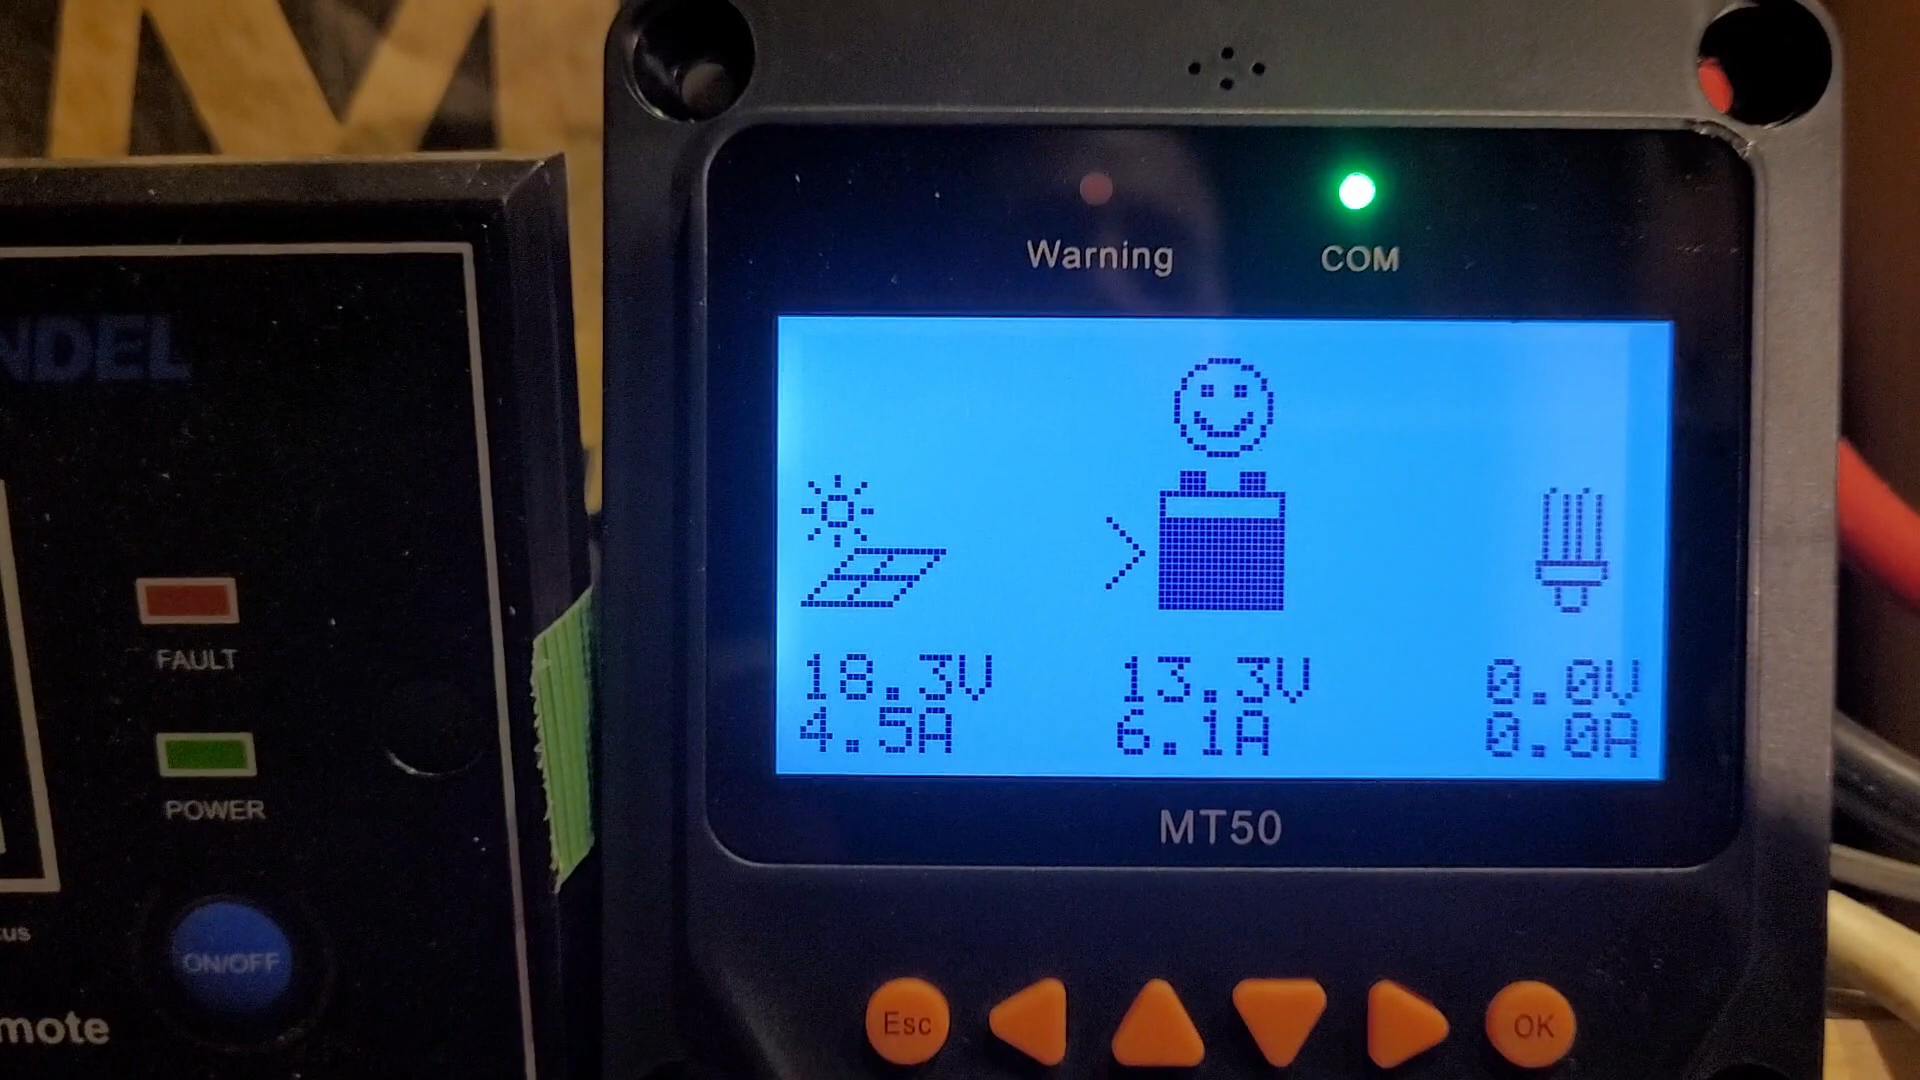 M
NDEL
FAULT
POWER
ON/OFF
Warning
COM
18.3V
4.5A
13.3V
6.1A
0.0V
0.0A
MT50
Esc
OK